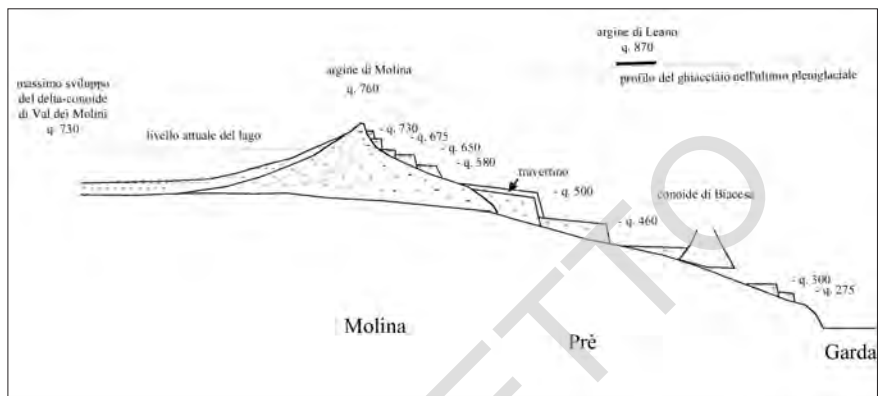 argine di Leano
q. 870
profilo del ghiacciaio nell'ultimo pleniglaciale
argine di Molina
q. 760
massimo sviluppo
del delta-conoide
di Val dei Molini
q. 730
livello attuale del lago
- q. 730
- q. 675
- q. 650
- q. 580
travertino
- q. 500
conoide di Biacesa
- q. 460
- q. 300
- q. 275
Molina
Prè
Garda
ETTO